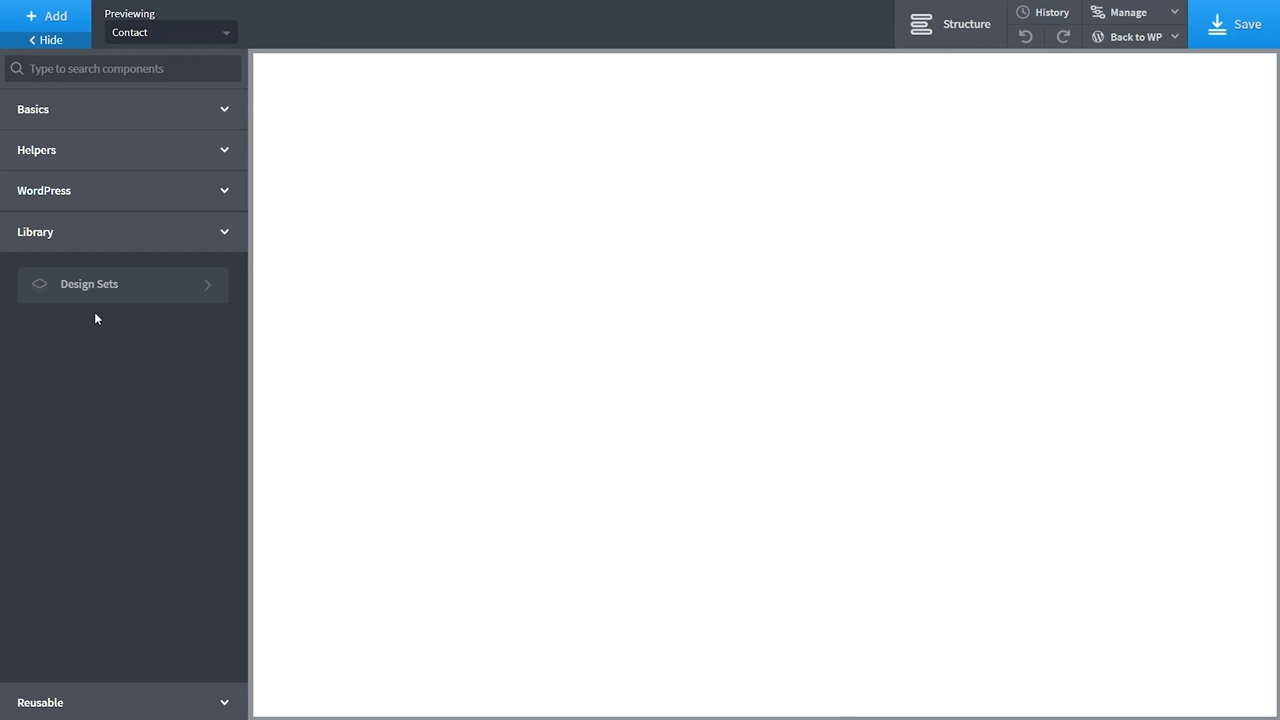 Add
Hide
Previewing
Contact
Structure
History
Manage
Back to WP
Save
Type to search components
Basics
Helpers
WordPress
Library
Design Sets
Reusable